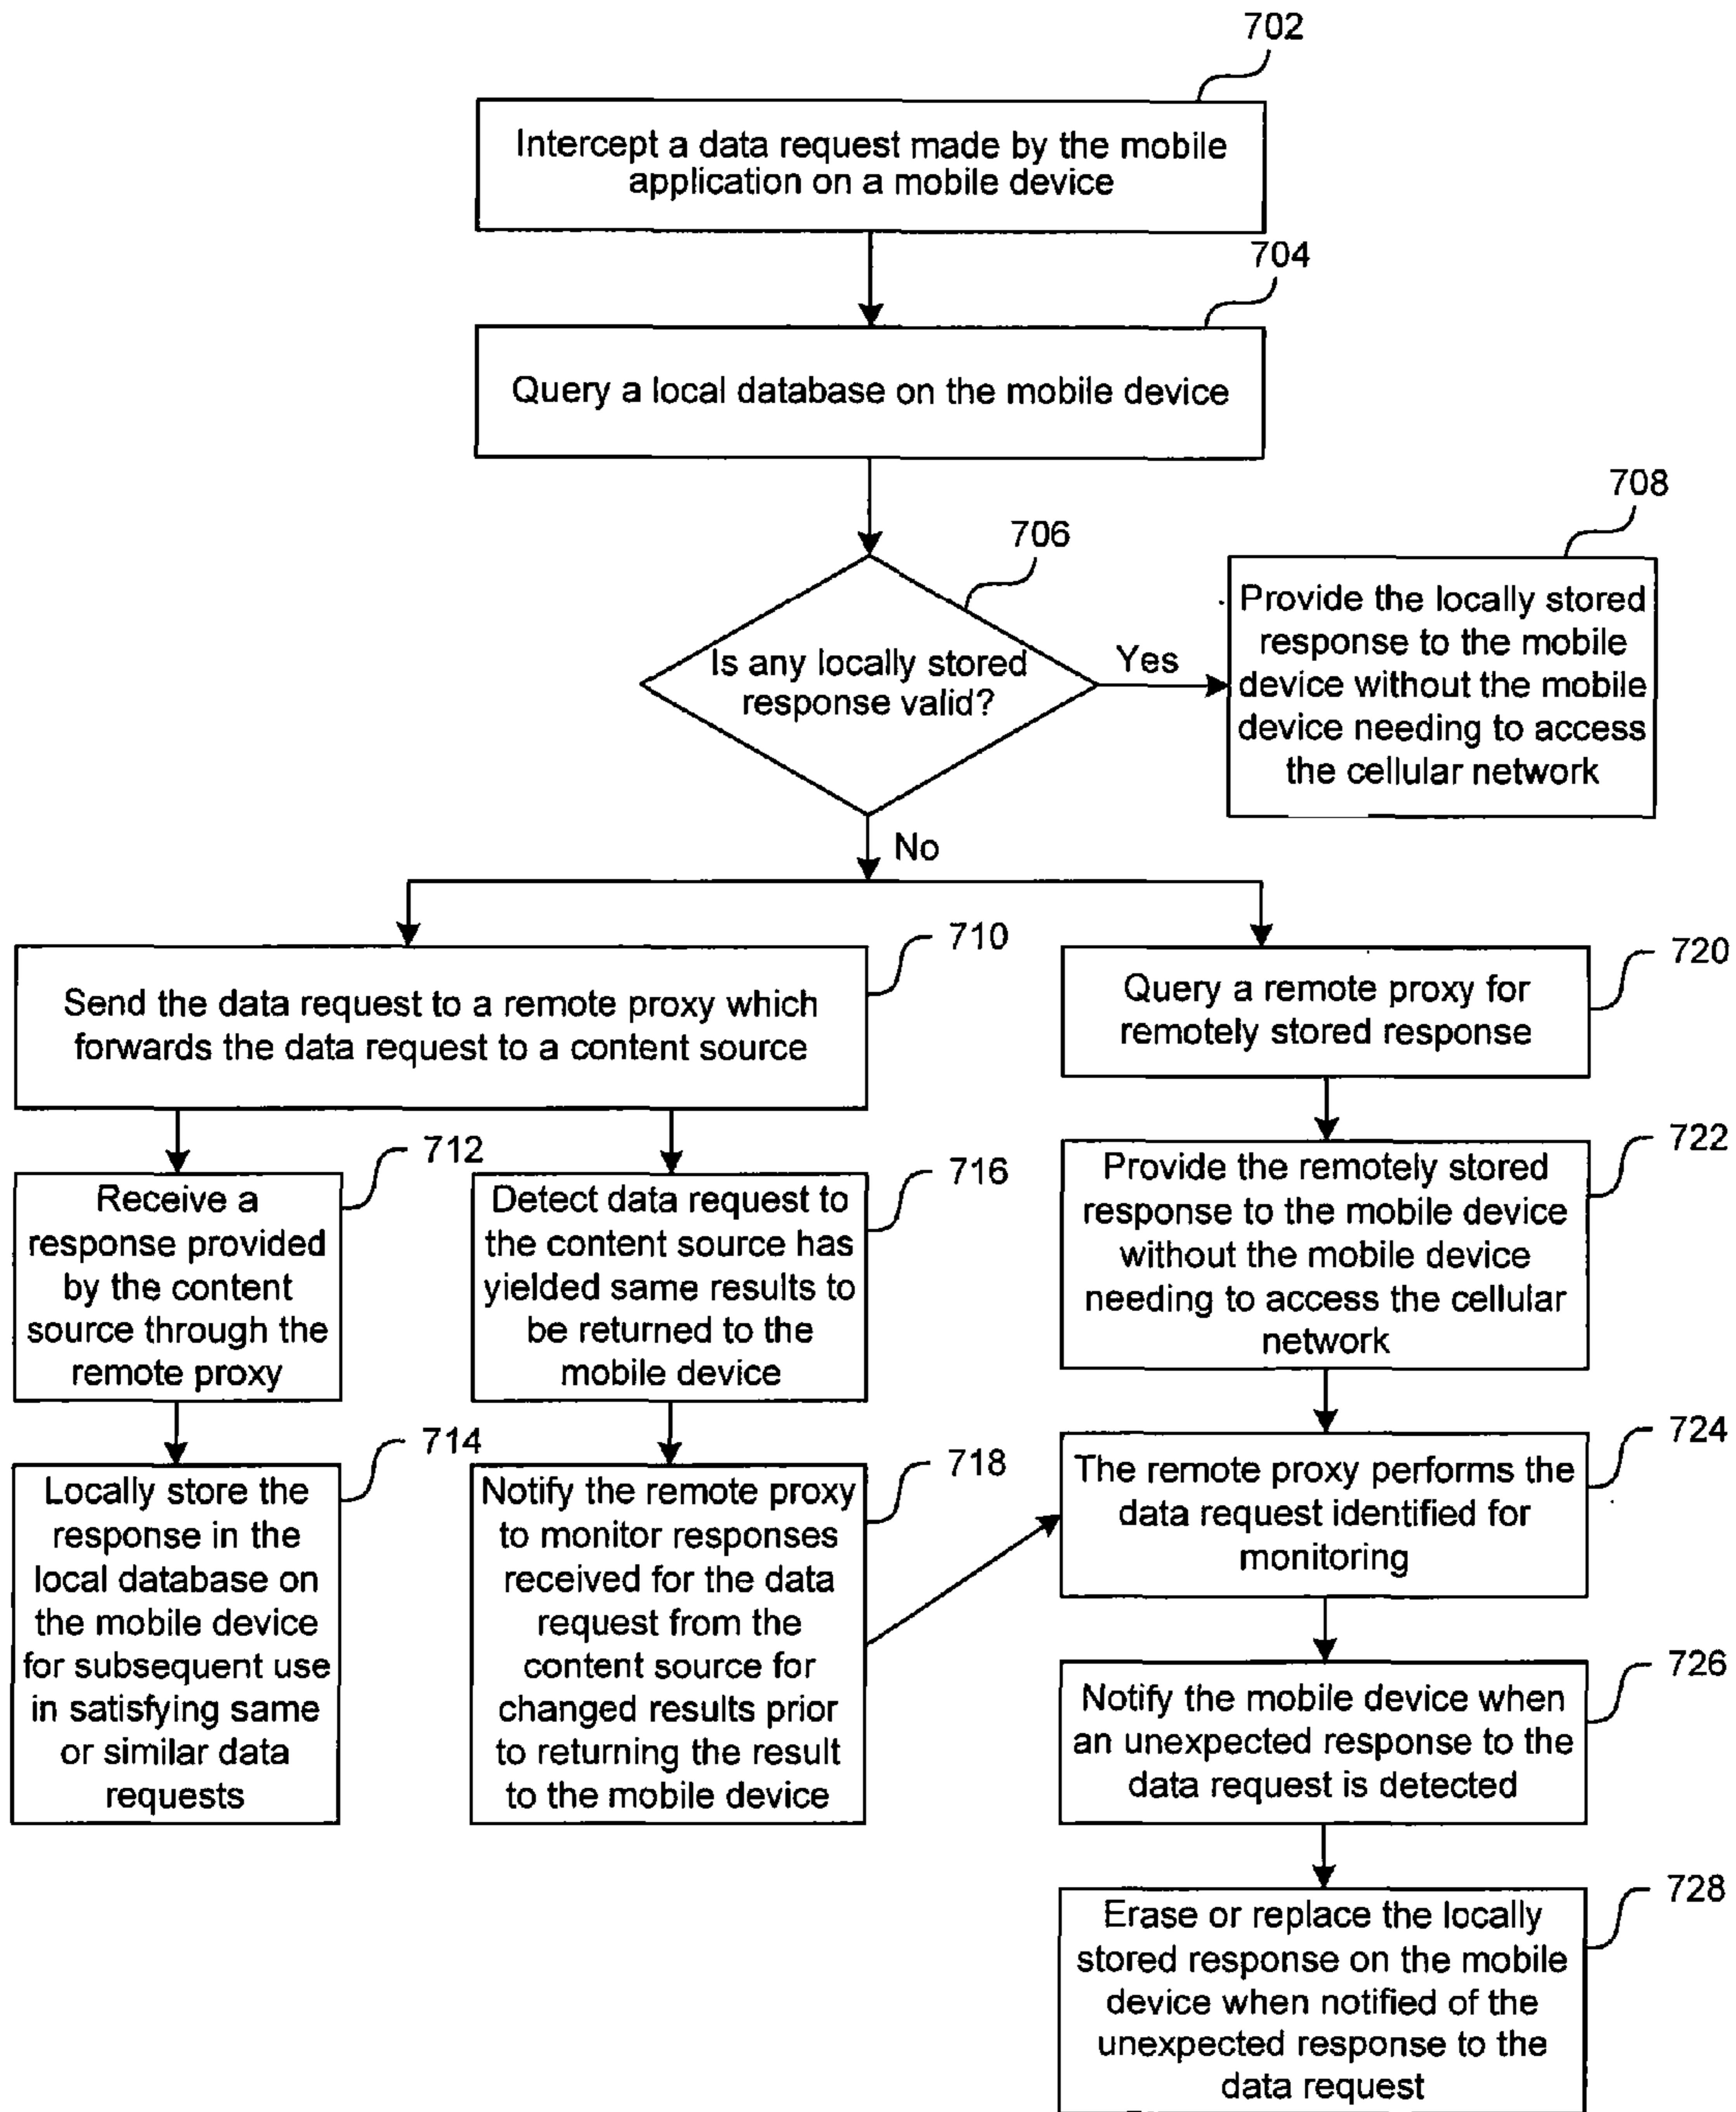 702
Intercept a data request made by the mobile
application on a mobile device
704
Query a local database on the mobile device
706
Is any locally stored
response valid?
Yes
708
Provide the locally stored
response to the mobile
device without the mobile
device needing to access
the cellular network
No
710
Send the data request to a remote proxy which
forwards the data request to a content source
712
Receive a
response provided
by the content
source through the
remote proxy
714
Locally store the
response in the
local database on
the mobile device
for subsequent use
in satisfying same
or similar data
requests
716
Detect data request to
the content source has
yielded same results to
be returned to the
mobile device
718
Notify the remote proxy
to monitor responses
received for the data
request from the
content source for
changed results prior
to returning the result
to the mobile device
720
Query a remote proxy for
remotely stored response
722
Provide the remotely stored
response to the mobile device
without the mobile device
needing to access the cellular
network
724
The remote proxy performs the
data request identified for
monitoring
726
Notify the mobile device when
an unexpected response to the
data request is detected
728
Erase or replace the locally
stored response on the mobile
device when notified of the
unexpected response to the
data request